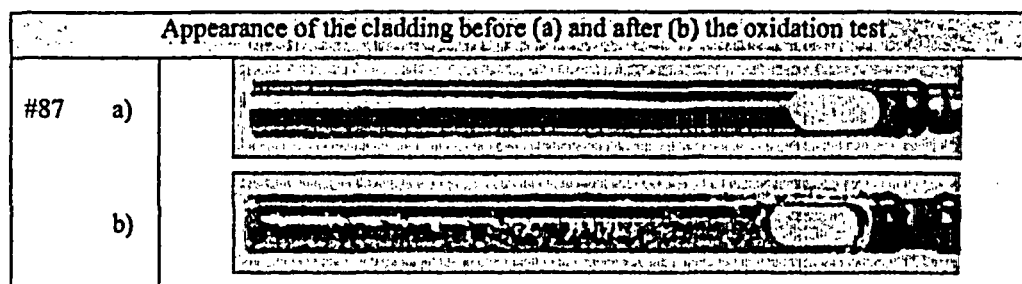 Appearance of the cladding before (a) and after (b) the oxidation test
#87 a)
b)